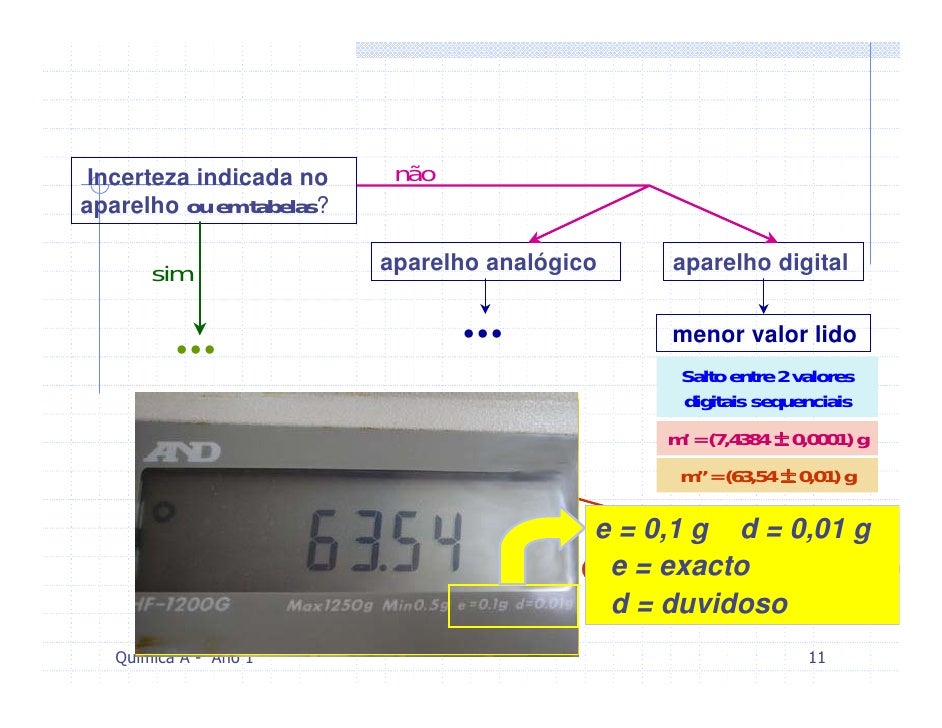 Incerteza indicada no
aparelho ou em tabelas?
não
sim
aparelho analógico
aparelho digital
•••
•••
menor valor lido
Salto entre 2 valores
digitais sequenciais
m' = (7,4384 ± 0,0001) g
m'' = (63,54 ± 0,01) g
AND
63.54
HF-1200G Max1250g Min0.5g e=0.1g d=0.01g
e = 0,1 g d = 0,01 g
e = exacto
d = duvidoso
Química A - Ano 1
11